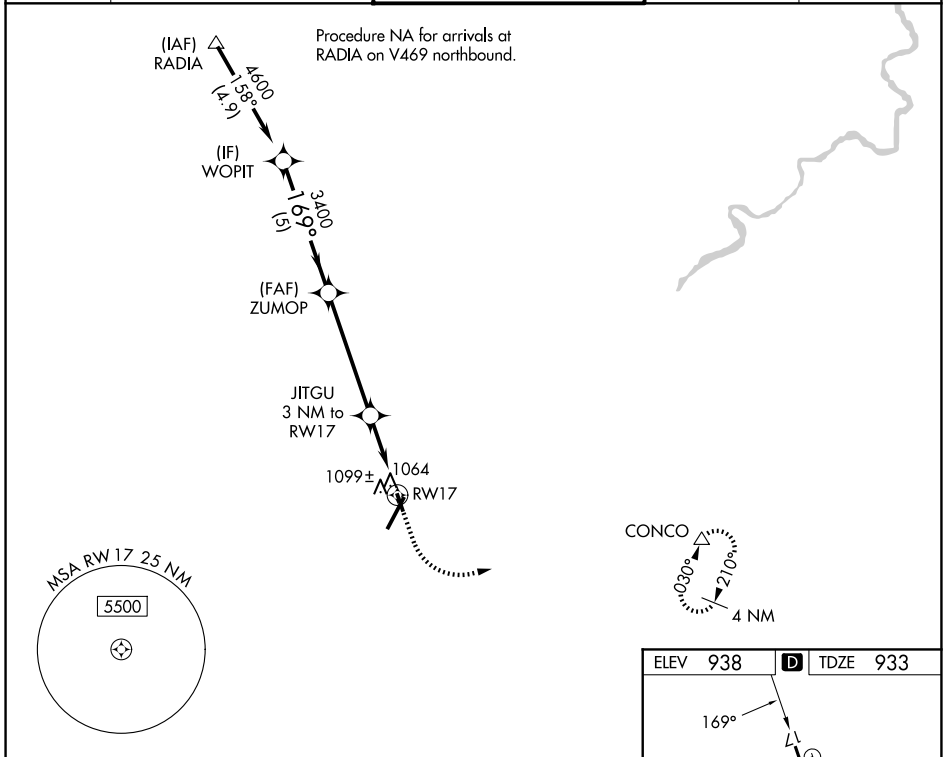 (IAF)
RADIA
Procedure NA for arrivals at
RADIA on V469 northbound.
4600
158°
(4.9)
(IF)
WOPIT
3400
169°
(5)
(FAF)
ZUMOP
JITGU
3 NM to
RW17
1099±
1064
RW17
CONCO
030°
210°
4 NM
MSA RW 17 25 NM
5500
ELEV 938 D TDZE 933
169°
17